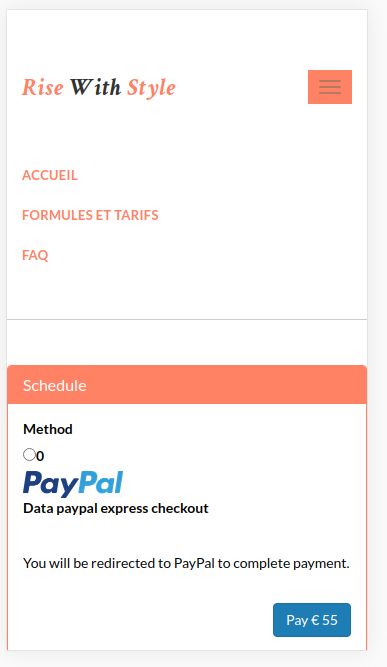 Rise With Style
ACCUEIL
FORMULES ET TARIFS
FAQ
Schedule
Method
0
PayPal
Data paypal express checkout
You will be redirected to PayPal to complete payment.
Pay € 55